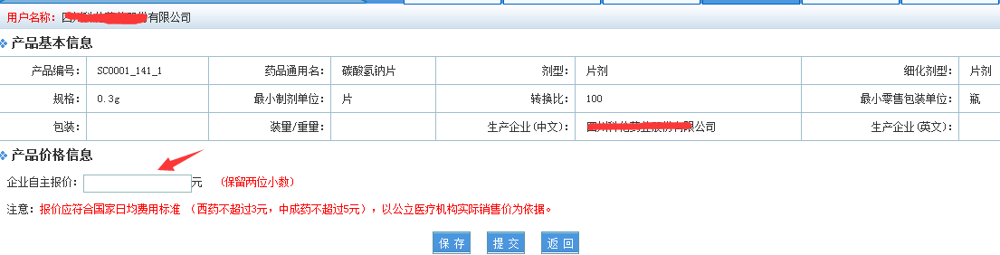 用户名称：四川 有限公司
产品基本信息
产品编号： SC0001_141_1 药品通用名： 碳酸氢钠片 剂型： 片剂 细化剂型： 片剂
规格： 0.3g 最小制剂单位： 片 转换比： 100 最小零售包装单位： 瓶
包装： 装量/重量： 生产企业(中文)： 有限公司 生产企业(英文)：
产品价格信息
企业自主报价： 元 （保留两位小数）
注意：报价应符合国家日均费用标准 （西药不超过3元，中成药不超过5元），以公立医疗机构实际销售价为依据。
保 存 提 交 返 回